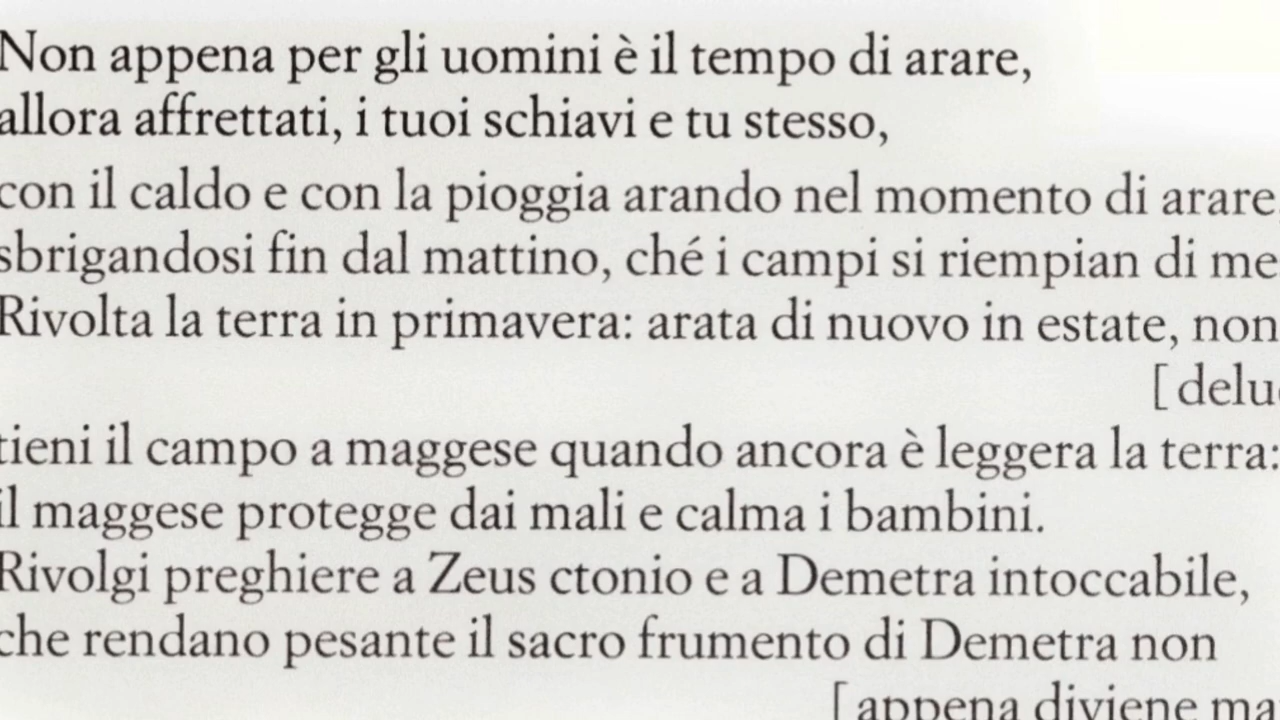 Non appena per gli uomini è il tempo di arare,
allora affrettati, i tuoi schiavi e tu stesso,
con il caldo e con la pioggia arando nel momento di arare
sbrigandosi fin dal mattino, ché i campi si riempian di
Rivolta la terra in primavera: arata di nuovo in estate, non
[
tieni il campo a maggese quando ancora è leggera la terra:
il maggese protegge dai mali e calma i bambini.
Rivolgi preghiere a Zeus ctonio e a Demetra intoccabile,
che rendano pesante il sacro frumento di Demetra non
[ appena diviene